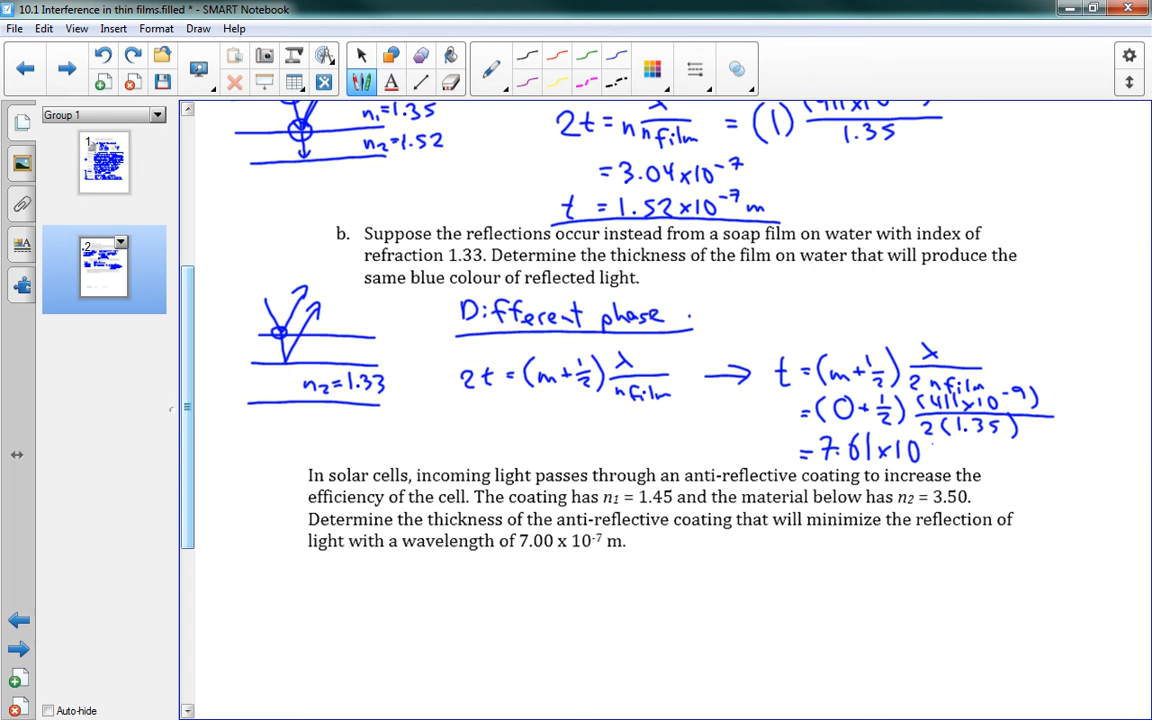 10.1 Interference in thin films.filled * - SMART Notebook
File Edit View Insert Format Draw Help
Group 1
1
2
n₁=1.35
n₂=1.52
2t = n λ/n film = (1) (411x10 /1.35
= 3.04x10⁻⁷
t = 1.52x10⁻⁷ m
b. Suppose the reflections occur instead from a soap film on water with index of
refraction 1.33. Determine the thickness of the film on water that will produce the
same blue colour of reflected light.
Different phase.
n₂=1.33
2t = (m+½) λ/n film → t = (m+½) λ/2 n film
= (0+½) (411x10⁻⁹)/2(1.35)
= 7.61x10
In solar cells, incoming light passes through an anti-reflective coating to increase the
efficiency of the cell. The coating has n₁ = 1.45 and the material below has n₂ = 3.50.
Determine the thickness of the anti-reflective coating that will minimize the reflection of
light with a wavelength of 7.00 x 10⁻⁷ m.
Auto-hide